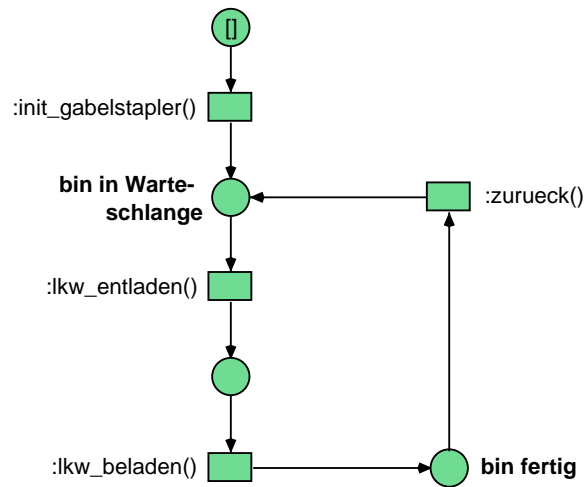 []
:init_gabelstapler()
bin in Warte-
schlange
:zurueck()
:lkw_entladen()
:lkw_beladen()
bin fertig